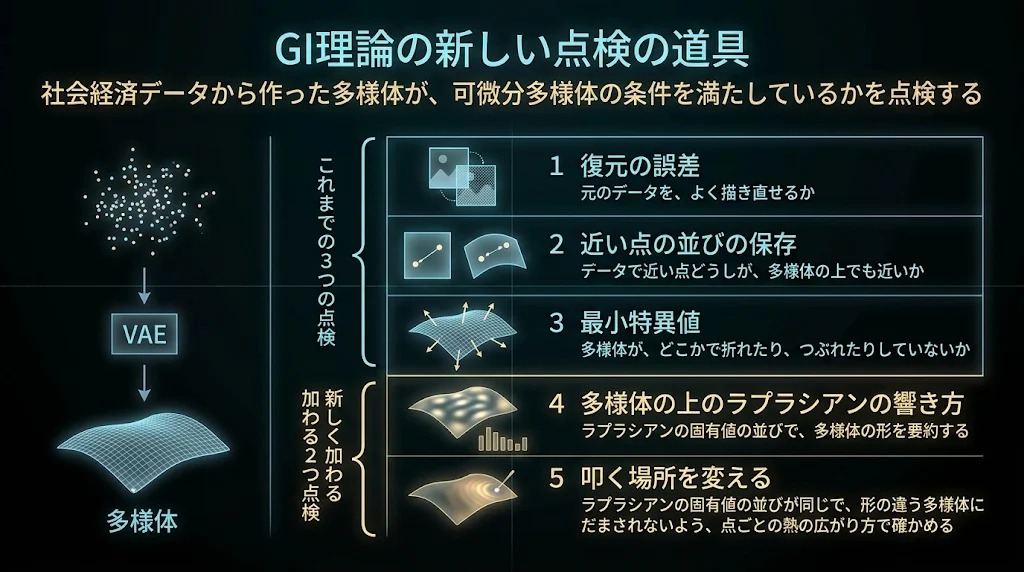 GI理論の新しい点検の道具
社会経済データから作った多様体が、可微分多様体の条件を満たしているかを点検する
VAE
多様体
これまでの3つの点検
1 復元の誤差
元のデータを、よく描き直せるか
2 近い点の並びの保存
データで近い点どうしが、多様体の上でも近いか
3 最小特異値
多様体が、どこかで折れたり、つぶれたりしていないか
新しく加わる
加わる2つ点検
4 多様体の上のラプラシアンの響き方
ラプラシアンの固有値の並びで、多様体の形を要約する
5 叩く場所を変える
ラプラシアンの固有値の並びが同じで、形の違う多様体に
だまされないよう、点ごとの熱の広がり方で確かめる